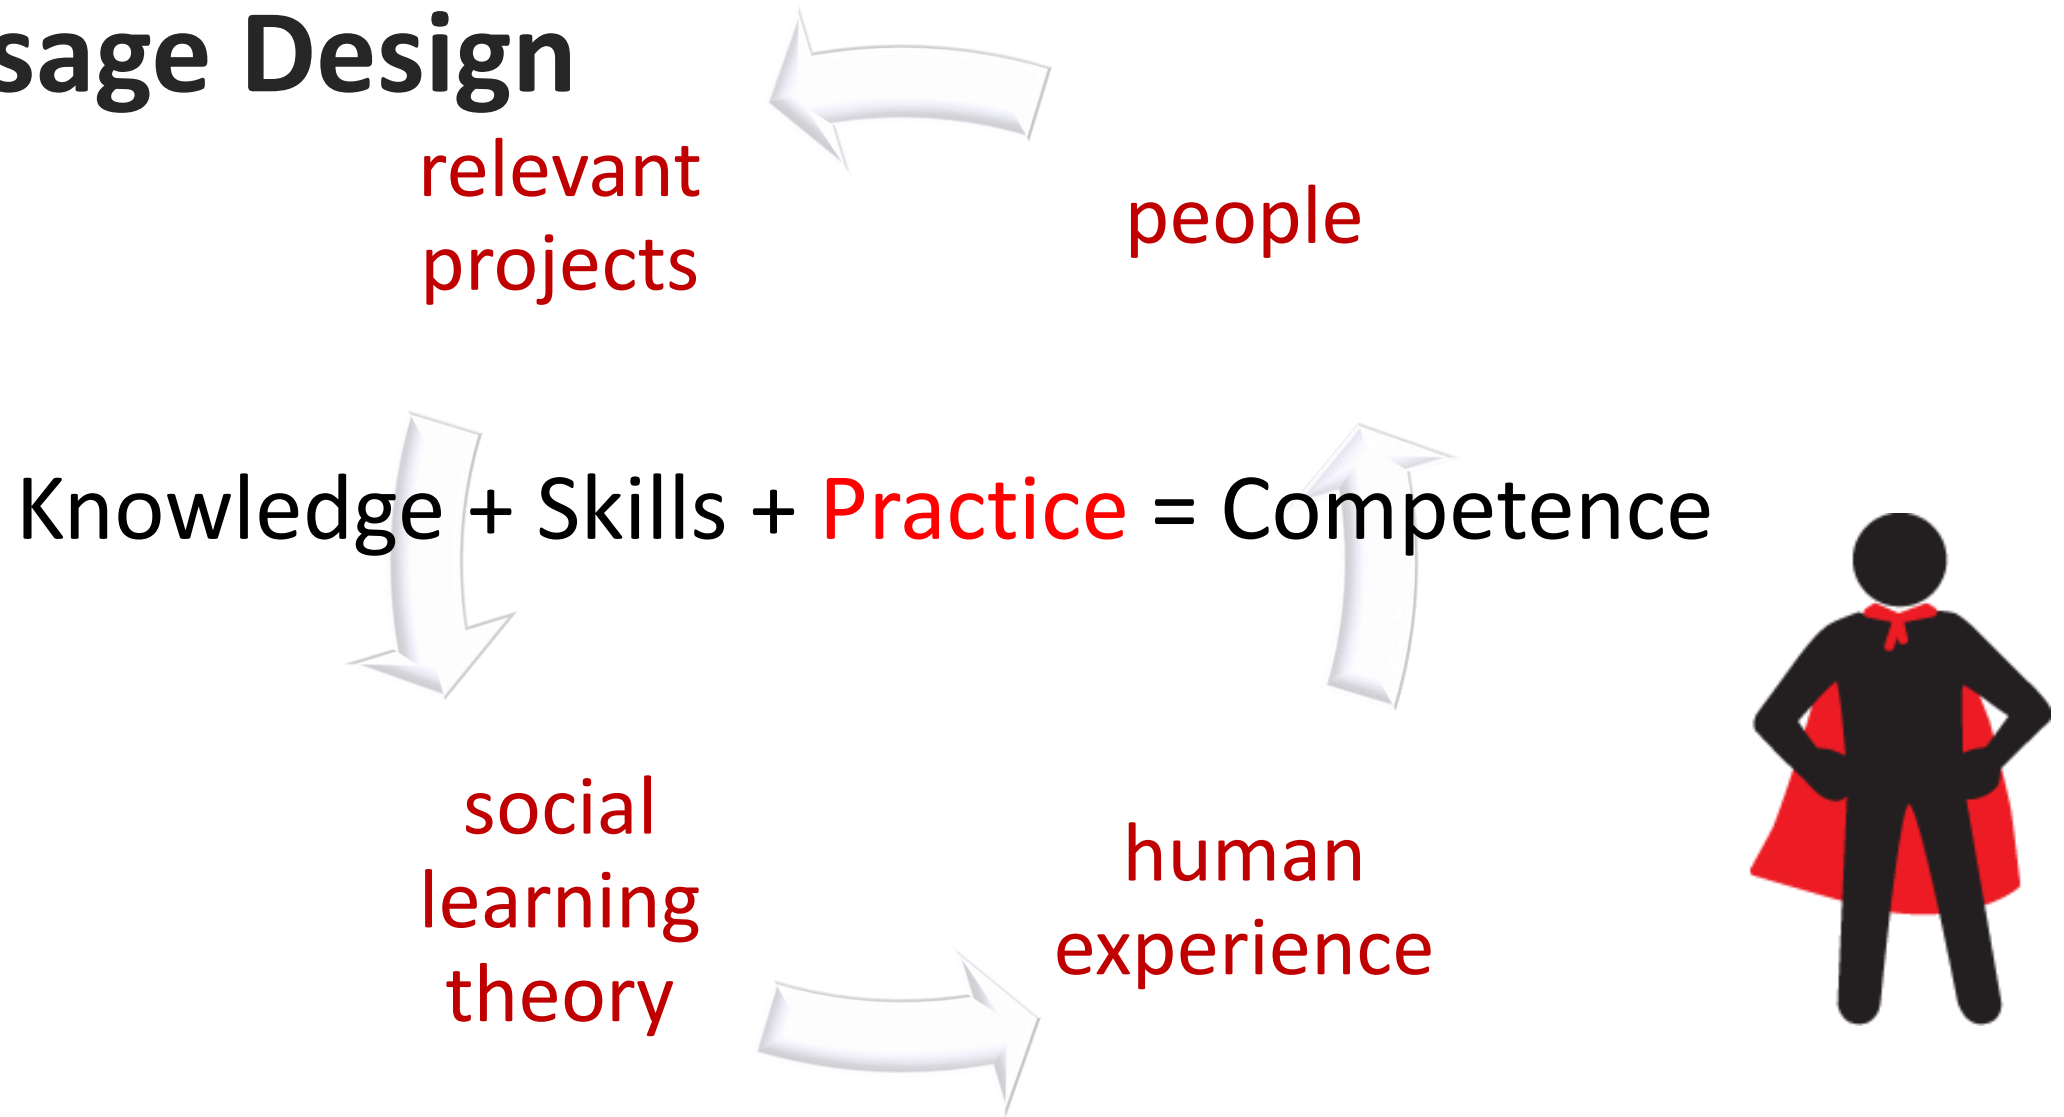 sage Design
relevant
projects
people
Knowledge + Skills + Practice = Competence
social
learning
theory
human
experience